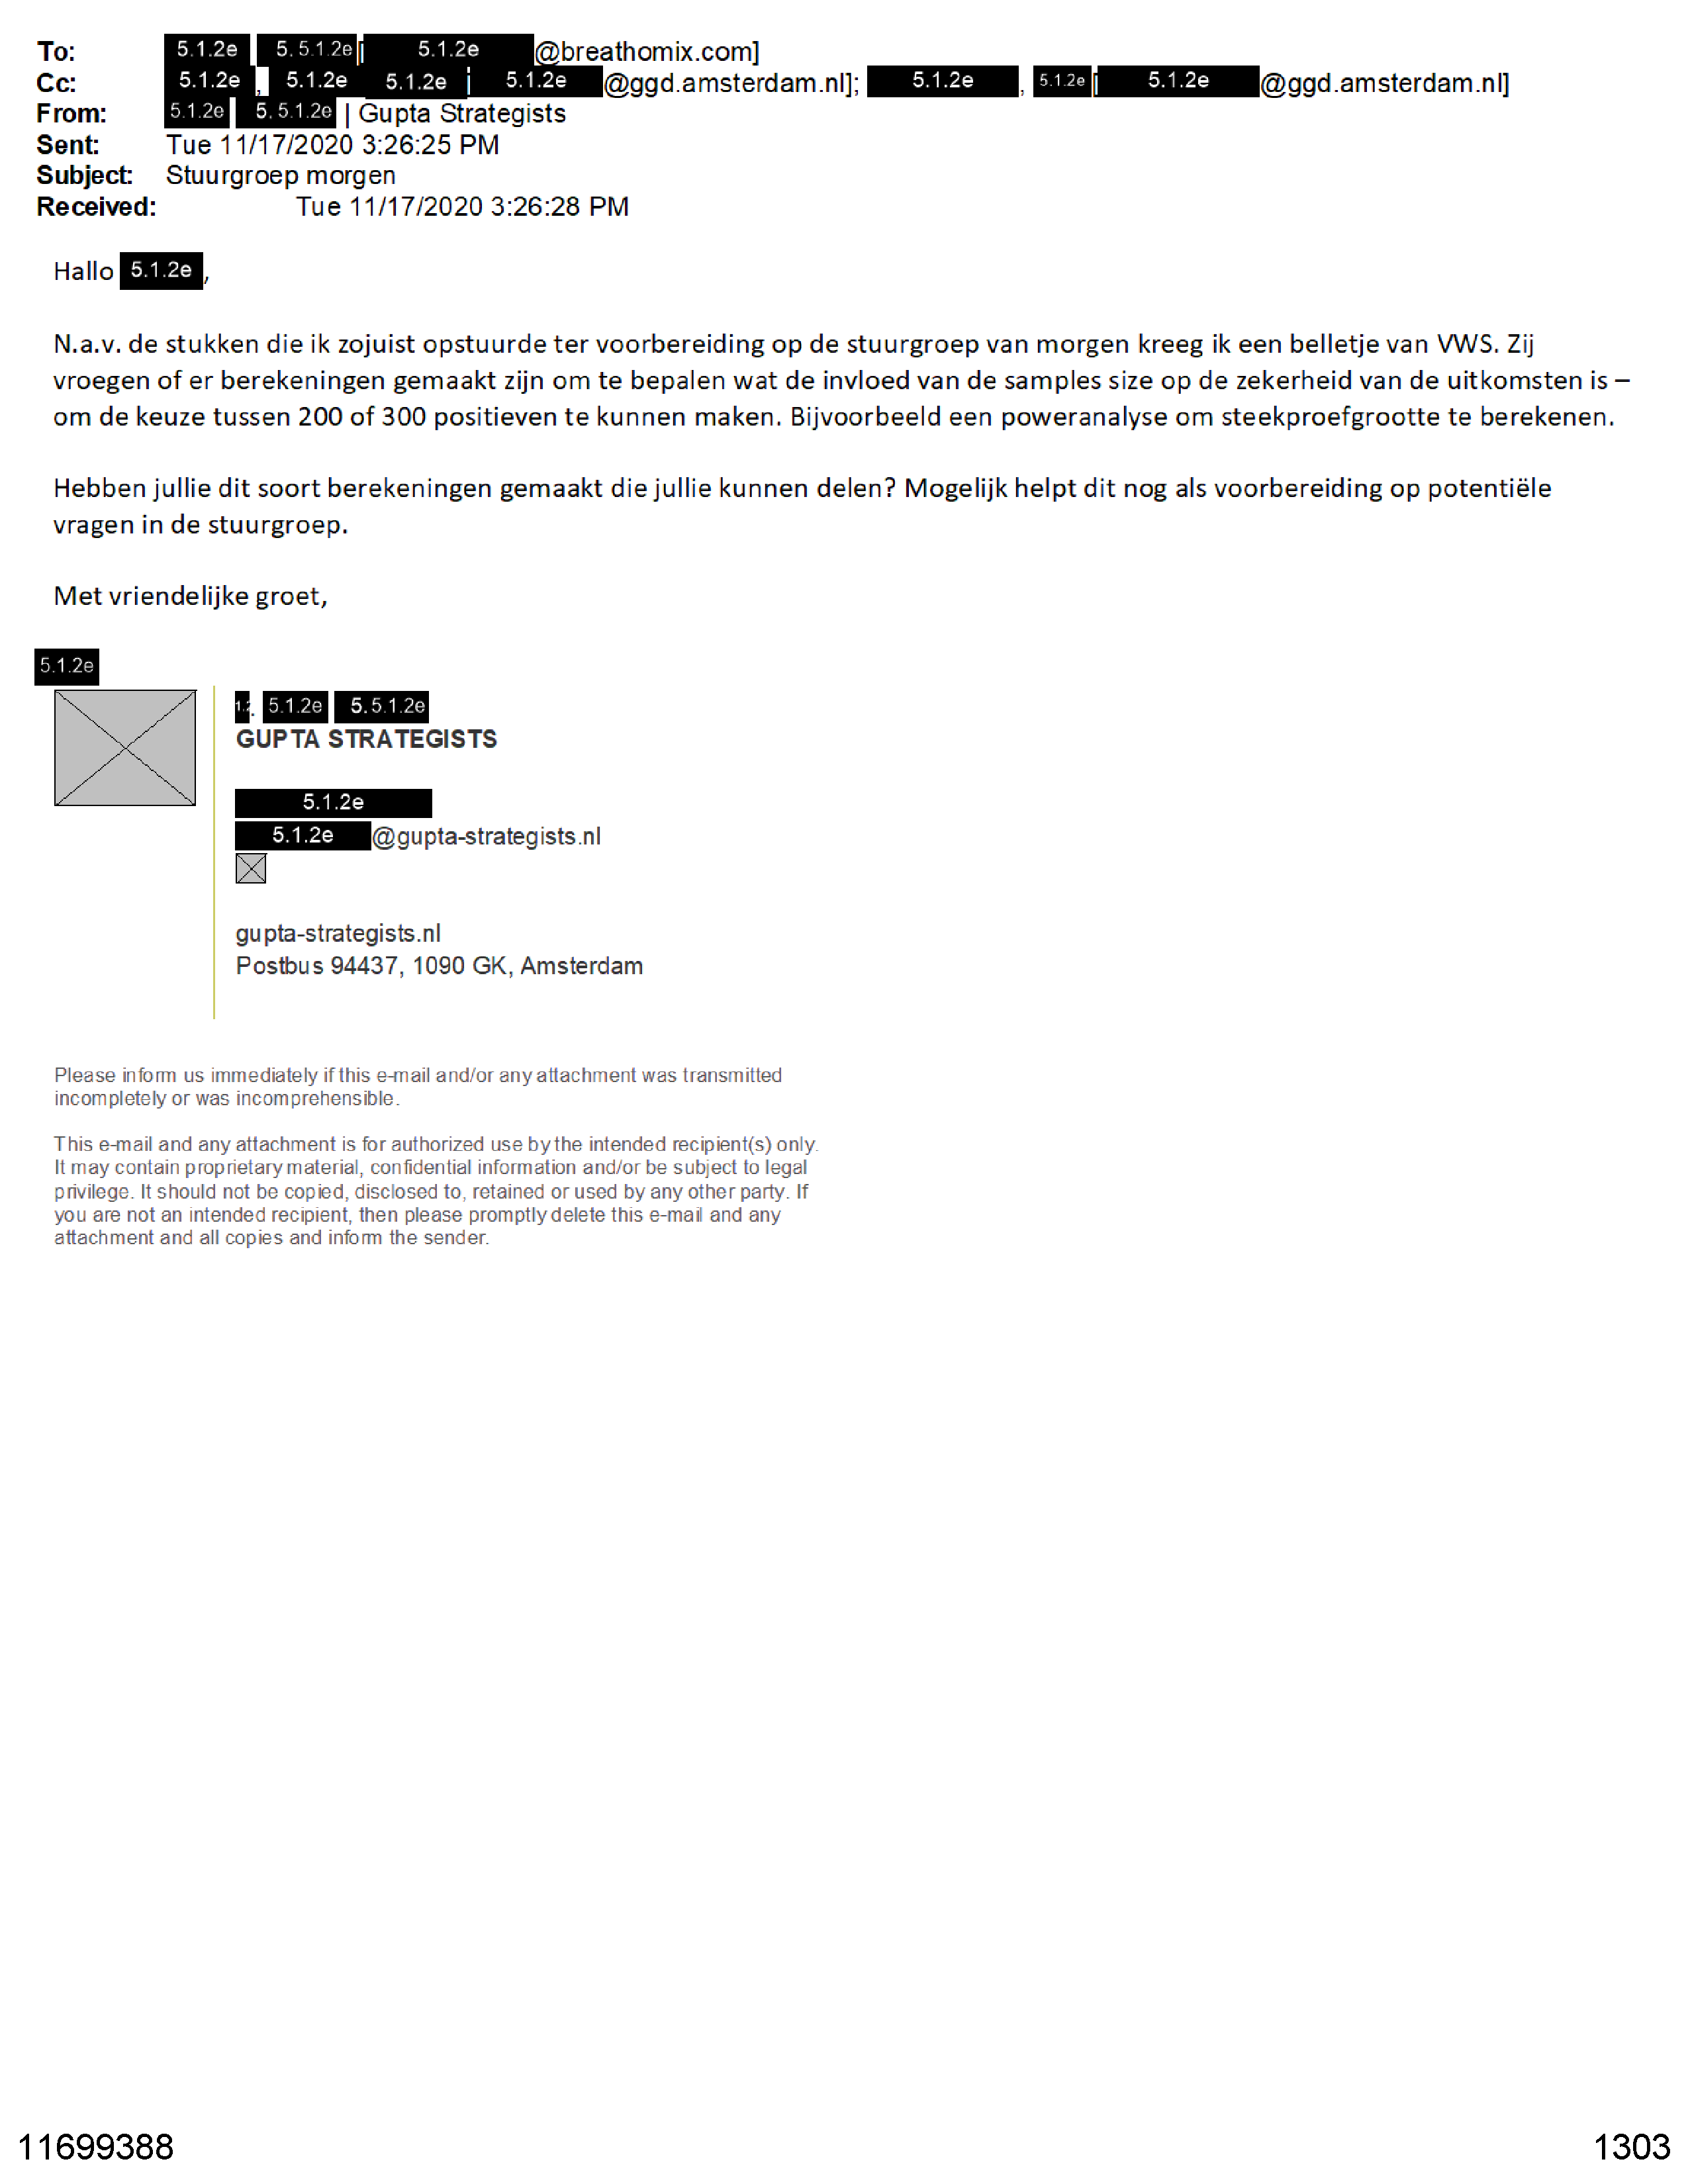 To: 5.1.2e 5. 5.1.2e [ 5.1.2e @breathomix.com]
Cc: 5.1.2e , 5.1.2e 5.1.2e [ 5.1.2e @ggd.amsterdam.nl]; 5.1.2e , 5.1.2e [ 5.1.2e @ggd.amsterdam.nl]
From: 5.1.2e 5. 5.1.2e | Gupta Strategists
Sent: Tue 11/17/2020 3:26:25 PM
Subject: Stuurgroep morgen
Received: Tue 11/17/2020 3:26:28 PM
Hallo 5.1.2e ,
N.a.v. de stukken die ik zojuist opstuurde ter voorbereiding op de stuurgroep van morgen kreeg ik een belletje van VWS. Zij
vroegen of er berekeningen gemaakt zijn om te bepalen wat de invloed van de samples size op de zekerheid van de uitkomsten is –
om de keuze tussen 200 of 300 positieven te kunnen maken. Bijvoorbeeld een poweranalyse om steekproefgrootte te berekenen.
Hebben jullie dit soort berekeningen gemaakt die jullie kunnen delen? Mogelijk helpt dit nog als voorbereiding op potentiële
vragen in de stuurgroep.
Met vriendelijke groet,
5.1.2e
. 5.1.2e 5. 5.1.2e
GUPTA STRATEGISTS
5.1.2e
5.1.2e @gupta-strategists.nl
gupta-strategists.nl
Postbus 94437, 1090 GK, Amsterdam
Please inform us immediately if this e-mail and/or any attachment was transmitted
incompletely or was incomprehensible.
This e-mail and any attachment is for authorized use by the intended recipient(s) only.
It may contain proprietary material, confidential information and/or be subject to legal
privilege. It should not be copied, disclosed to, retained or used by any other party. If
you are not an intended recipient, then please promptly delete this e-mail and any
attachment and all copies and inform the sender.
11699388 1303